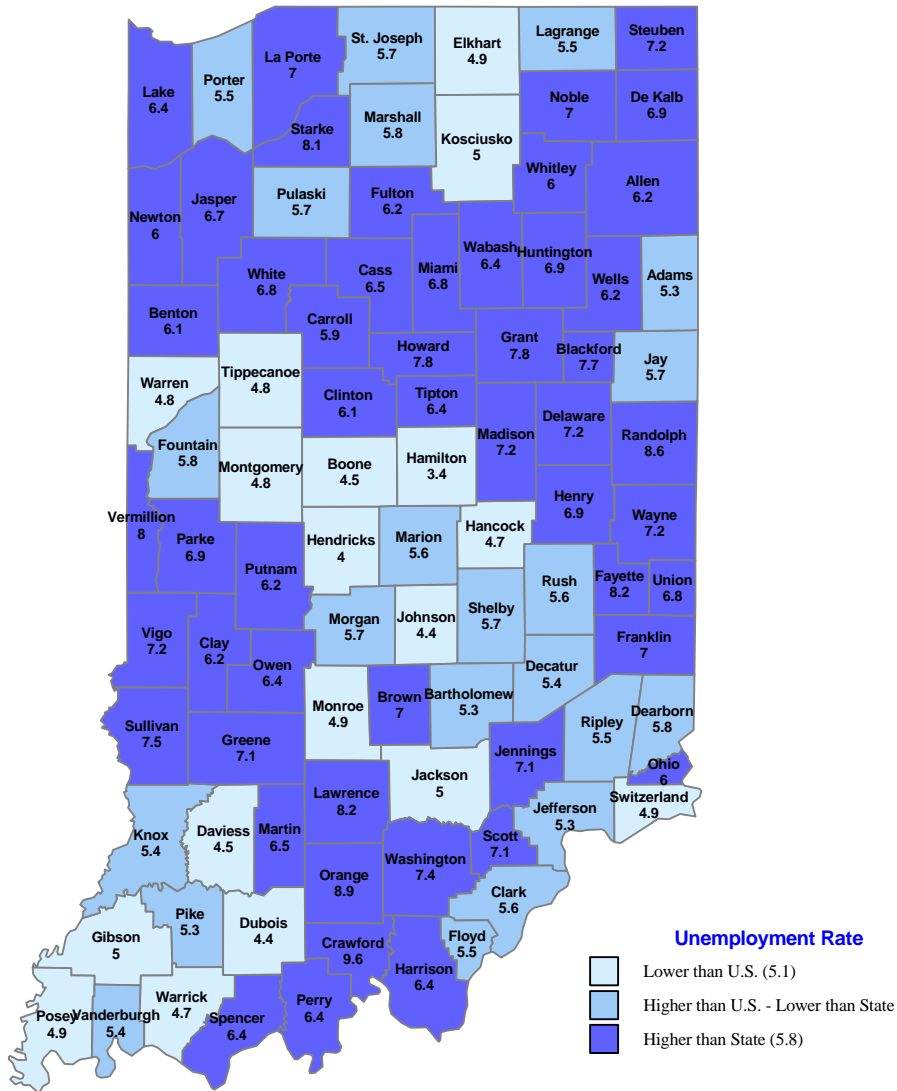 St. Joseph
5.7
Elkhart
4.9
Lagrange
5.5
Steuben
7.2
La Porte
7
Porter
5.5
Lake
6.4
Noble
7
De Kalb
6.9
Marshall
5.8
Starke
8.1
Kosciusko
5
Whitley
6
Allen
6.2
Jasper
6.7
Pulaski
5.7
Fulton
6.2
Newton
6
Wabash
6.4
Huntington
6.9
White
6.8
Cass
6.5
Miami
6.8
Wells
6.2
Adams
5.3
Benton
6.1
Carroll
5.9
Howard
7.8
Grant
7.8
Blackford
7.7
Jay
5.7
Warren
4.8
Tippecanoe
4.8
Clinton
6.1
Tipton
6.4
Madison
7.2
Delaware
7.2
Randolph
8.6
Fountain
5.8
Montgomery
4.8
Boone
4.5
Hamilton
3.4
Henry
6.9
Vermillion
8
Wayne
7.2
Parke
6.9
Hendricks
4
Marion
5.6
Hancock
4.7
Putnam
6.2
Rush
5.6
Fayette
8.2
Union
6.8
Morgan
5.7
Johnson
4.4
Shelby
5.7
Vigo
7.2
Clay
6.2
Franklin
7
Owen
6.4
Decatur
5.4
Monroe
4.9
Brown
7
Bartholomew
5.3
Dearborn
5.8
Ripley
5.5
Sullivan
7.5
Greene
7.1
Jennings
7.1
Ohio
6
Jackson
5
Lawrence
8.2
Switzerland
4.9
Jefferson
5.3
Knox
5.4
Daviess
4.5
Martin
6.5
Scott
7.1
Washington
7.4
Orange
8.9
Clark
5.6
Pike
5.3
Dubois
4.4
Gibson
5
Floyd
5.5
Crawford
9.6
Harrison
6.4
Warrick
4.7
Perry
6.4
Posey
4.9
Vanderburgh
5.4
Spencer
6.4
Unemployment Rate
Lower than U.S. (5.1)
Higher than U.S. - Lower than State
Higher than State (5.8)